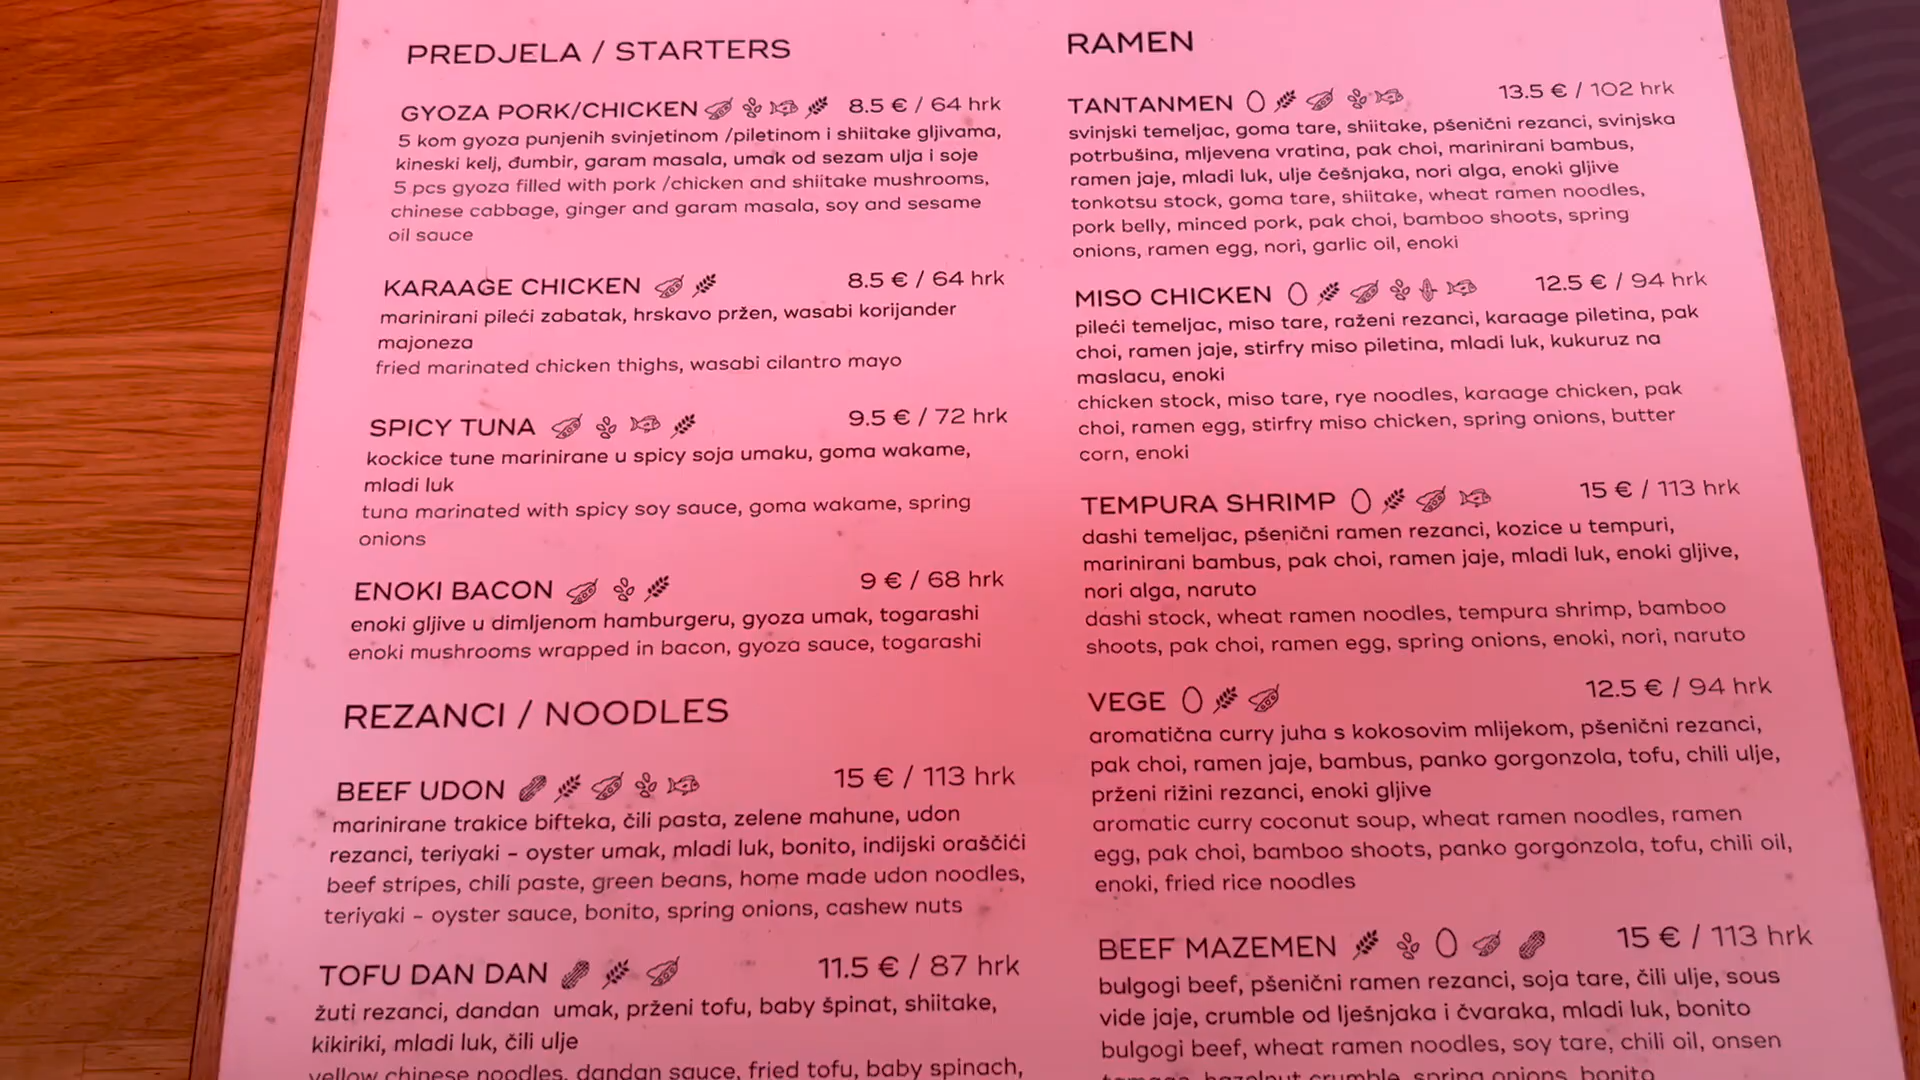 PREDJELA / STARTERS
GYOZA PORK/CHICKEN 8.5 € / 64 hrk
5 kom gyoza punjenih svinjetinom /piletinom i shiitake gljivama,
kineski kelj, đumbir, garam masala, umak od sezam ulja i soje
5 pcs gyoza filled with pork /chicken and shiitake mushrooms,
chinese cabbage, ginger and garam masala, soy and sesame
oil sauce
KARAAGE CHICKEN 8.5 € / 64 hrk
marinirani pileći zabatak, hrskavo pržen, wasabi korijander
majoneza
fried marinated chicken thighs, wasabi cilantro mayo
SPICY TUNA 9.5 € / 72 hrk
kockice tune marinirane u spicy soja umaku, goma wakame,
mladi luk
tuna marinated with spicy soy sauce, goma wakame, spring
onions
ENOKI BACON 9 € / 68 hrk
enoki gljive u dimljenom hamburgeru, gyoza umak, togarashi
enoki mushrooms wrapped in bacon, gyoza sauce, togarashi
REZANCI / NOODLES
BEEF UDON 15 € / 113 hrk
marinirane trakice bifteka, čili pasta, zelene mahune, udon
rezanci, teriyaki – oyster umak, mladi luk, bonito, indijski oraščići
beef stripes, chili paste, green beans, home made udon noodles,
teriyaki – oyster sauce, bonito, spring onions, cashew nuts
TOFU DAN DAN 11.5 € / 87 hrk
žuti rezanci, dandan umak, prženi tofu, baby špinat, shiitake,
kikiriki, mladi luk, čili ulje
yellow chinese noodles, dandan sauce, fried tofu, baby spinach,
RAMEN
TANTANMEN 13.5 € / 102 hrk
svinjski temeljac, goma tare, shiitake, pšenični rezanci, svinjska
potrbušina, mljevena vratina, pak choi, marinirani bambus,
ramen jaje, mladi luk, ulje češnjaka, nori alga, enoki gljive
tonkotsu stock, goma tare, shiitake, wheat ramen noodles,
pork belly, minced pork, pak choi, bamboo shoots, spring
onions, ramen egg, nori, garlic oil, enoki
MISO CHICKEN 12.5 € / 94 hrk
pileći temeljac, miso tare, raženi rezanci, karaage piletina, pak
choi, ramen jaje, stirfry miso piletina, mladi luk, kukuruz na
maslacu, enoki
chicken stock, miso tare, rye noodles, karaage chicken, pak
choi, ramen egg, stirfry miso chicken, spring onions, butter
corn, enoki
TEMPURA SHRIMP 15 € / 113 hrk
dashi temeljac, pšenični ramen rezanci, kozice u tempuri,
marinirani bambus, pak choi, ramen jaje, mladi luk, enoki gljive,
nori alga, naruto
dashi stock, wheat ramen noodles, tempura shrimp, bamboo
shoots, pak choi, ramen egg, spring onions, enoki, nori, naruto
VEGE 12.5 € / 94 hrk
aromatična curry juha s kokosovim mlijekom, pšenični rezanci,
pak choi, ramen jaje, bambus, panko gorgonzola, tofu, chili ulje,
prženi rižini rezanci, enoki gljive
aromatic curry coconut soup, wheat ramen noodles, ramen
egg, pak choi, bamboo shoots, panko gorgonzola, tofu, chili oil,
enoki, fried rice noodles
BEEF MAZEMEN 15 € / 113 hrk
bulgogi beef, pšenični ramen rezanci, soja tare, čili ulje, sous
vide jaje, crumble od lješnjaka i čvaraka, mladi luk, bonito
bulgogi beef, wheat ramen noodles, soy tare, chili oil, onsen
tamago, hazelnut crumble, spring onions, bonito